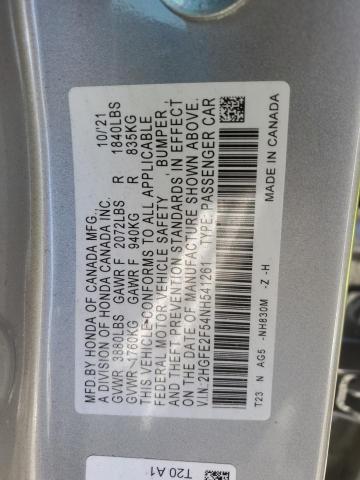 MFD. BY HONDA OF CANADA MFG.,
A DIVISION OF HONDA CANADA INC. 10/'21
GVWR 3880LBS GAWR F 2072LBS R 1840LBS
GVWR 1760KG GAWR F 940KG R 835KG
THIS VEHICLE CONFORMS TO ALL APPLICABLE
FEDERAL MOTOR VEHICLE SAFETY, BUMPER,
AND THEFT PREVENTION STANDARDS IN EFFECT
ON THE DATE OF MANUFACTURE SHOWN ABOVE.
V.I.N:2HGFE2F54NH541261 TYPE:PASSENGER CAR
MADE IN CANADA
T23 N AG5 -NH830M -Z -H
T20 A1